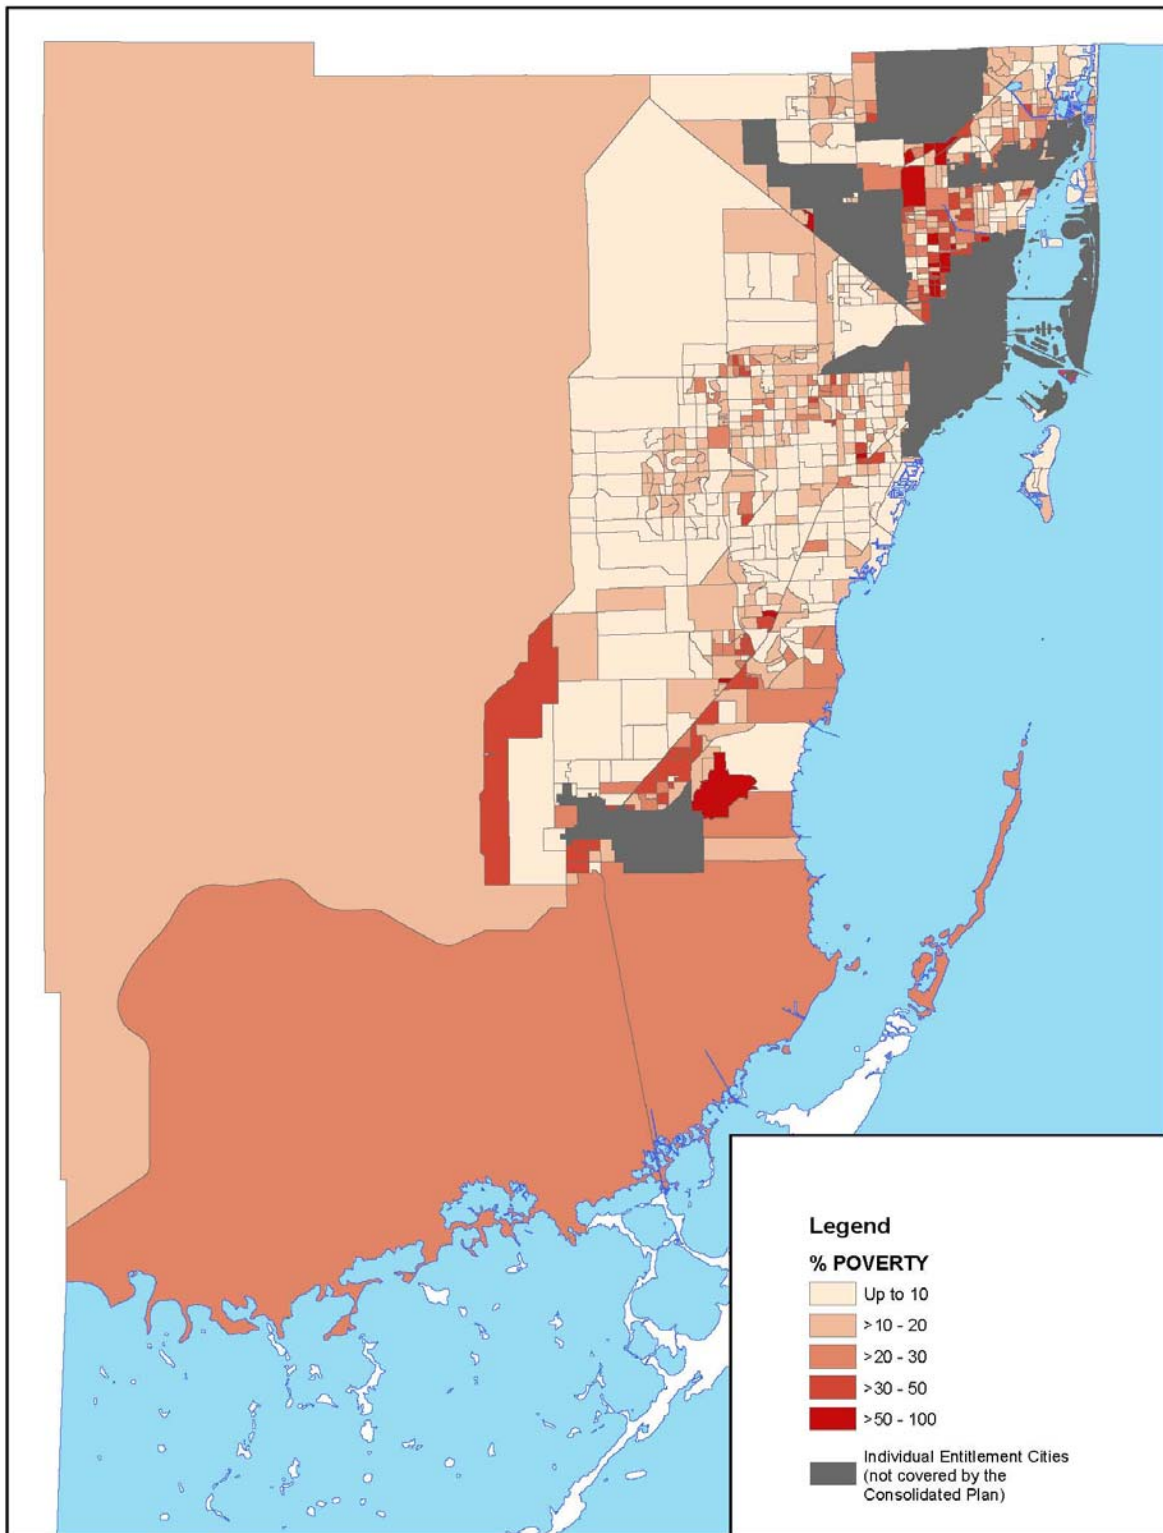 Legend
% POVERTY
Up to 10
>10 - 20
>20 - 30
>30 - 50
>50 - 100
Individual Entitlement Cities
(not covered by the
Consolidated Plan)